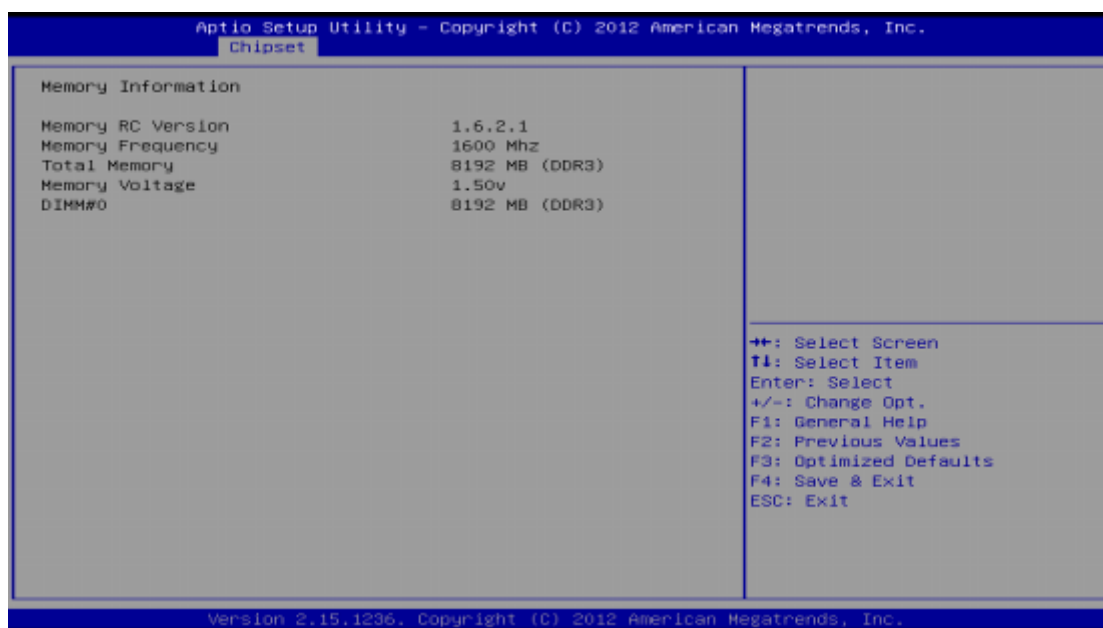 Aptio Setup Utility - Copyright (C) 2012 American Megatrends, Inc.
Chipset
Memory Information
Memory RC Version 1.6.2.1
Memory Frequency 1600 Mhz
Total Memory 8192 MB (DDR3)
Memory Voltage 1.50v
DIMM#0 8192 MB (DDR3)
→←: Select Screen
↑↓: Select Item
Enter: Select
+/-: Change Opt.
F1: General Help
F2: Previous Values
F3: Optimized Defaults
F4: Save & Exit
ESC: Exit
Version 2.15.1236. Copyright (C) 2012 American Megatrends, Inc.